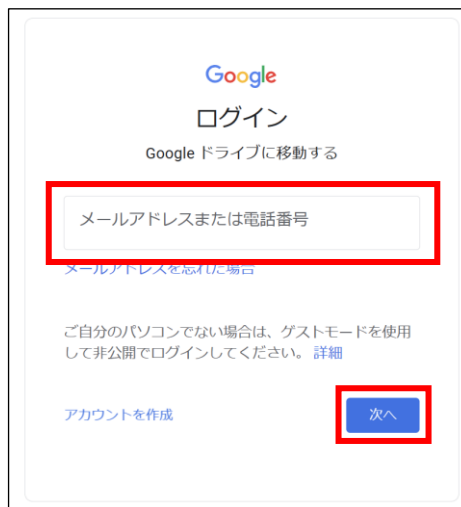 Google
ログイン
Google ドライブに移動する
メールアドレスまたは電話番号
メールアドレスを忘れた場合
ご自分のパソコンでない場合は、ゲストモードを使用
して非公開でログインしてください。 詳細
アカウントを作成
次へ